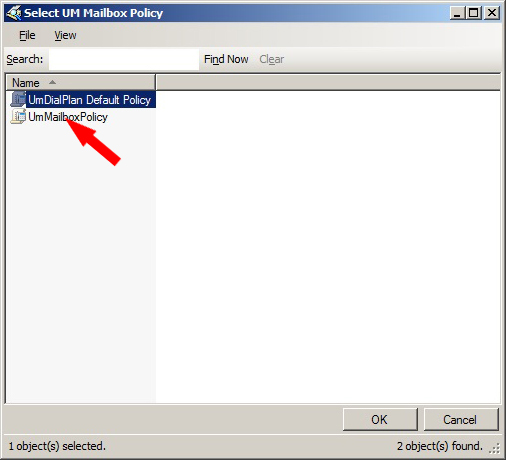 Select UM Mailbox Policy
File View
Search: Find Now Clear
Name
UmDialPlan Default Policy
UmMailboxPolicy
OK Cancel
1 object(s) selected. 2 object(s) found.